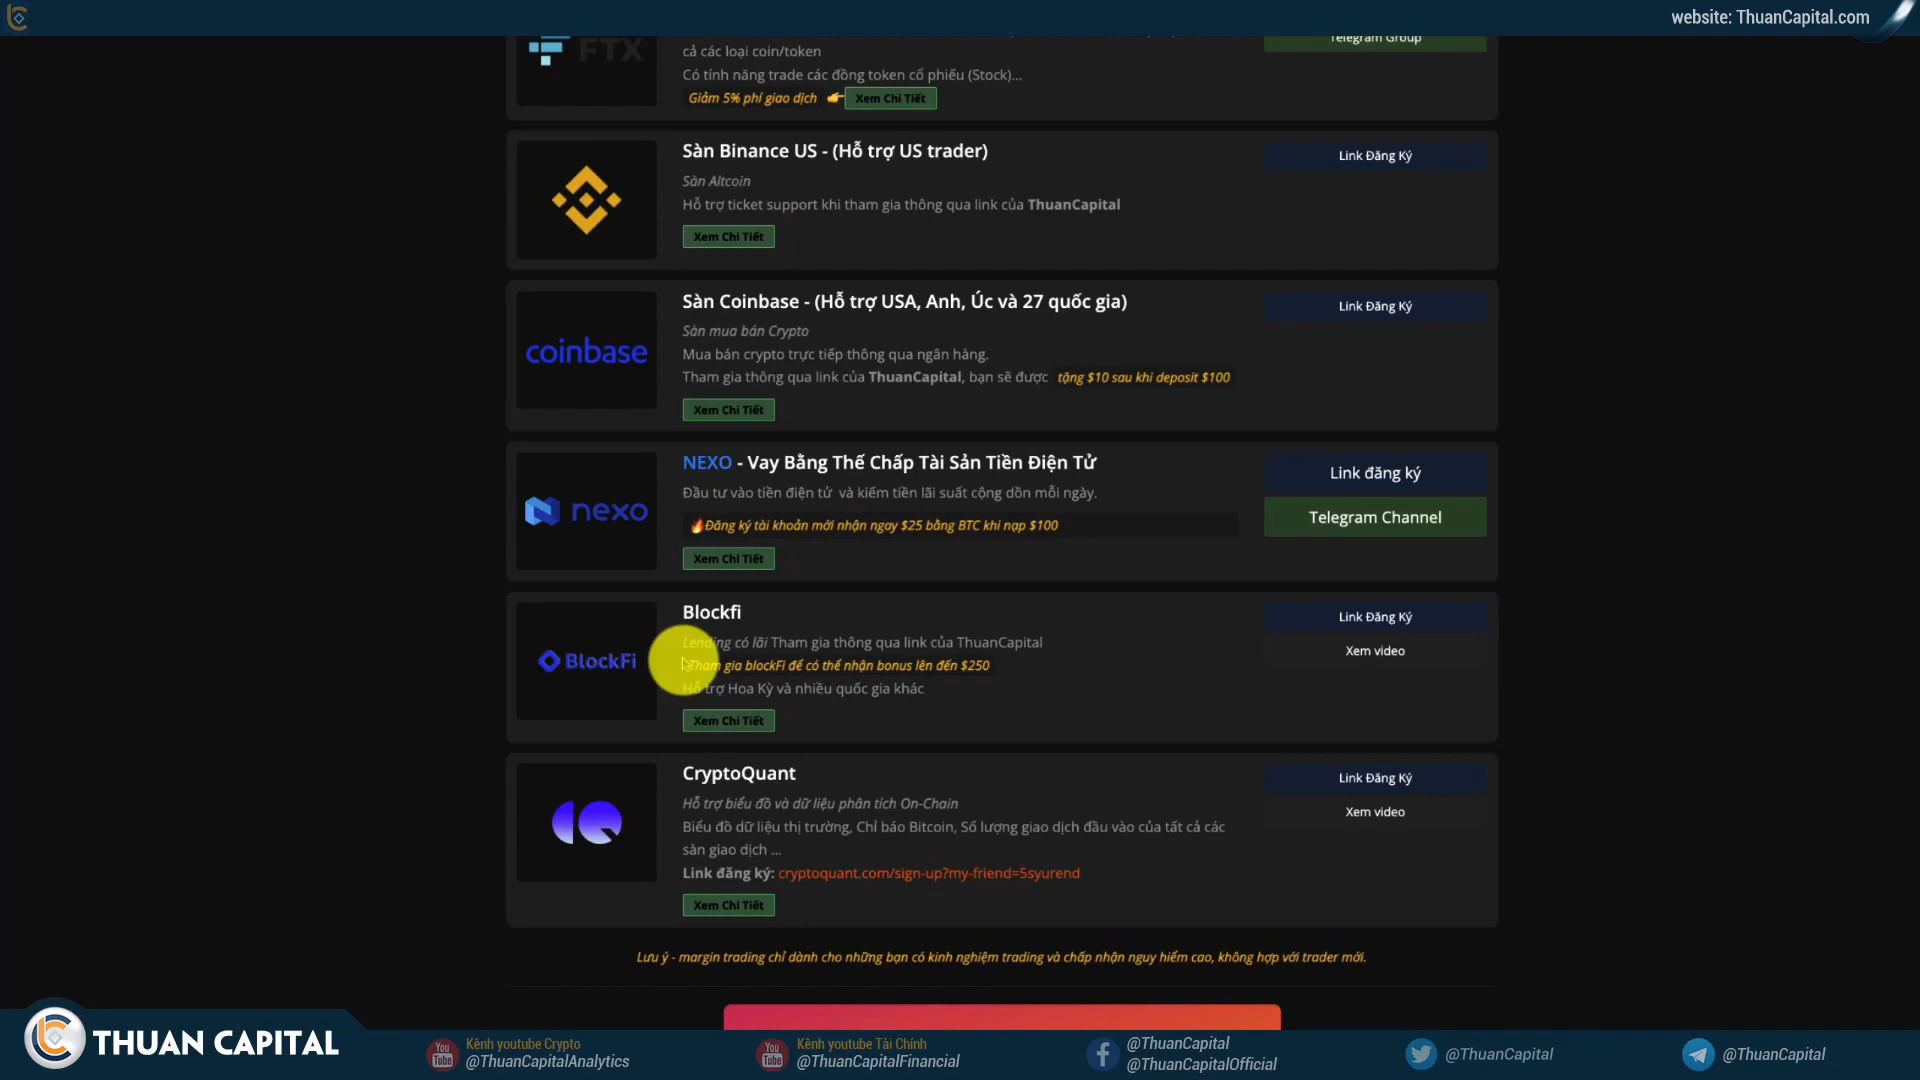 website: ThuanCapital.com
FTX
cả các loại coin/token
Có tính năng trade các đồng token cổ phiếu (Stock)...
Giảm 5% phí giao dịch 👉 Xem Chi Tiết
Telegram Group
Sàn Binance US - (Hỗ trợ US trader)
Sàn Altcoin
Hỗ trợ ticket support khi tham gia thông qua link của ThuanCapital
Xem Chi Tiết
Link Đăng Ký
coinbase
Sàn Coinbase - (Hỗ trợ USA, Anh, Úc và 27 quốc gia)
Sàn mua bán Crypto
Mua bán crypto trực tiếp thông qua ngân hàng.
Tham gia thông qua link của ThuanCapital, bạn sẽ được tặng $10 sau khi deposit $100
Xem Chi Tiết
Link Đăng Ký
nexo
NEXO - Vay Bằng Thế Chấp Tài Sản Tiền Điện Tử
Đầu tư vào tiền điện tử và kiếm tiền lãi suất cộng dồn mỗi ngày.
🔥Đăng ký tài khoản mới nhận ngay $25 bằng BTC khi nạp $100
Xem Chi Tiết
Link đăng ký
Telegram Channel
BlockFi
Blockfi
Lending có lãi Tham gia thông qua link của ThuanCapital
Tham gia blockFi để có thể nhận bonus lên đến $250
Hỗ trợ Hoa Kỳ và nhiều quốc gia khác
Xem Chi Tiết
Link Đăng Ký
Xem video
CryptoQuant
Hỗ trợ biểu đồ và dữ liệu phân tích On-Chain
Biểu đồ dữ liệu thị trường, Chỉ báo Bitcoin, Số lượng giao dịch đầu vào của tất cả các
sàn giao dịch ...
Link đăng ký: cryptoquant.com/sign-up?my-friend=5syurend
Xem Chi Tiết
Link Đăng Ký
Xem video
Lưu ý - margin trading chỉ dành cho những bạn có kinh nghiệm trading và chấp nhận nguy hiểm cao, không hợp với trader mới.
THUAN CAPITAL
You Tube
Kênh youtube Crypto
@ThuanCapitalAnalytics
You Tube
Kênh youtube Tài Chính
@ThuanCapitalFinancial
@ThuanCapital
@ThuanCapitalOfficial
@ThuanCapital
@ThuanCapital